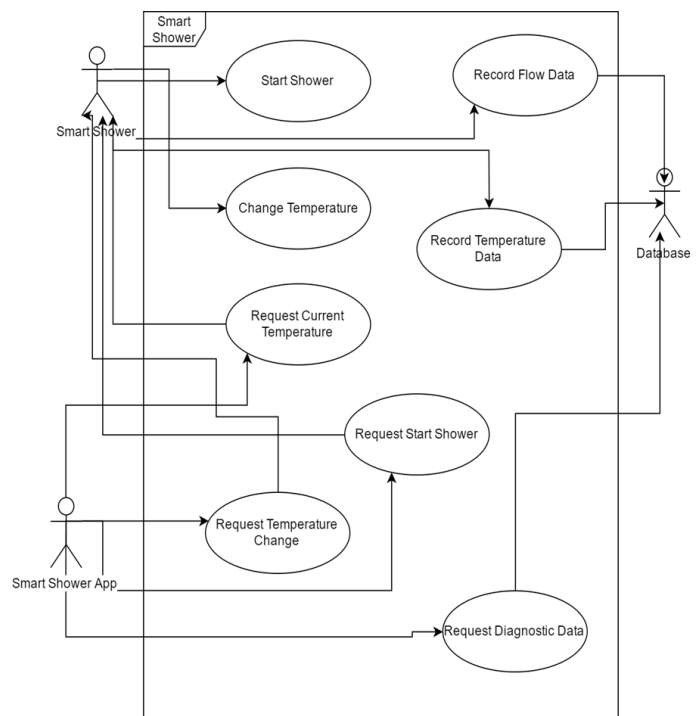 Smart
Shower
Start Shower
Record Flow Data
Smart Shower
Change Temperature
Record Temperature
Data
Database
Request Current
Temperature
Request Start Shower
Request Temperature
Change
Smart Shower App
Request Diagnostic Data